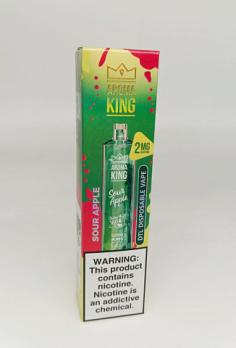 AROMA
KING
2MG
AROMA
KING
Sour
Apple
SOUR APPLE
DTL DISPOSABLE VAPE
WARNING:
This product
contains
nicotine.
Nicotine is
an addictive
chemical.